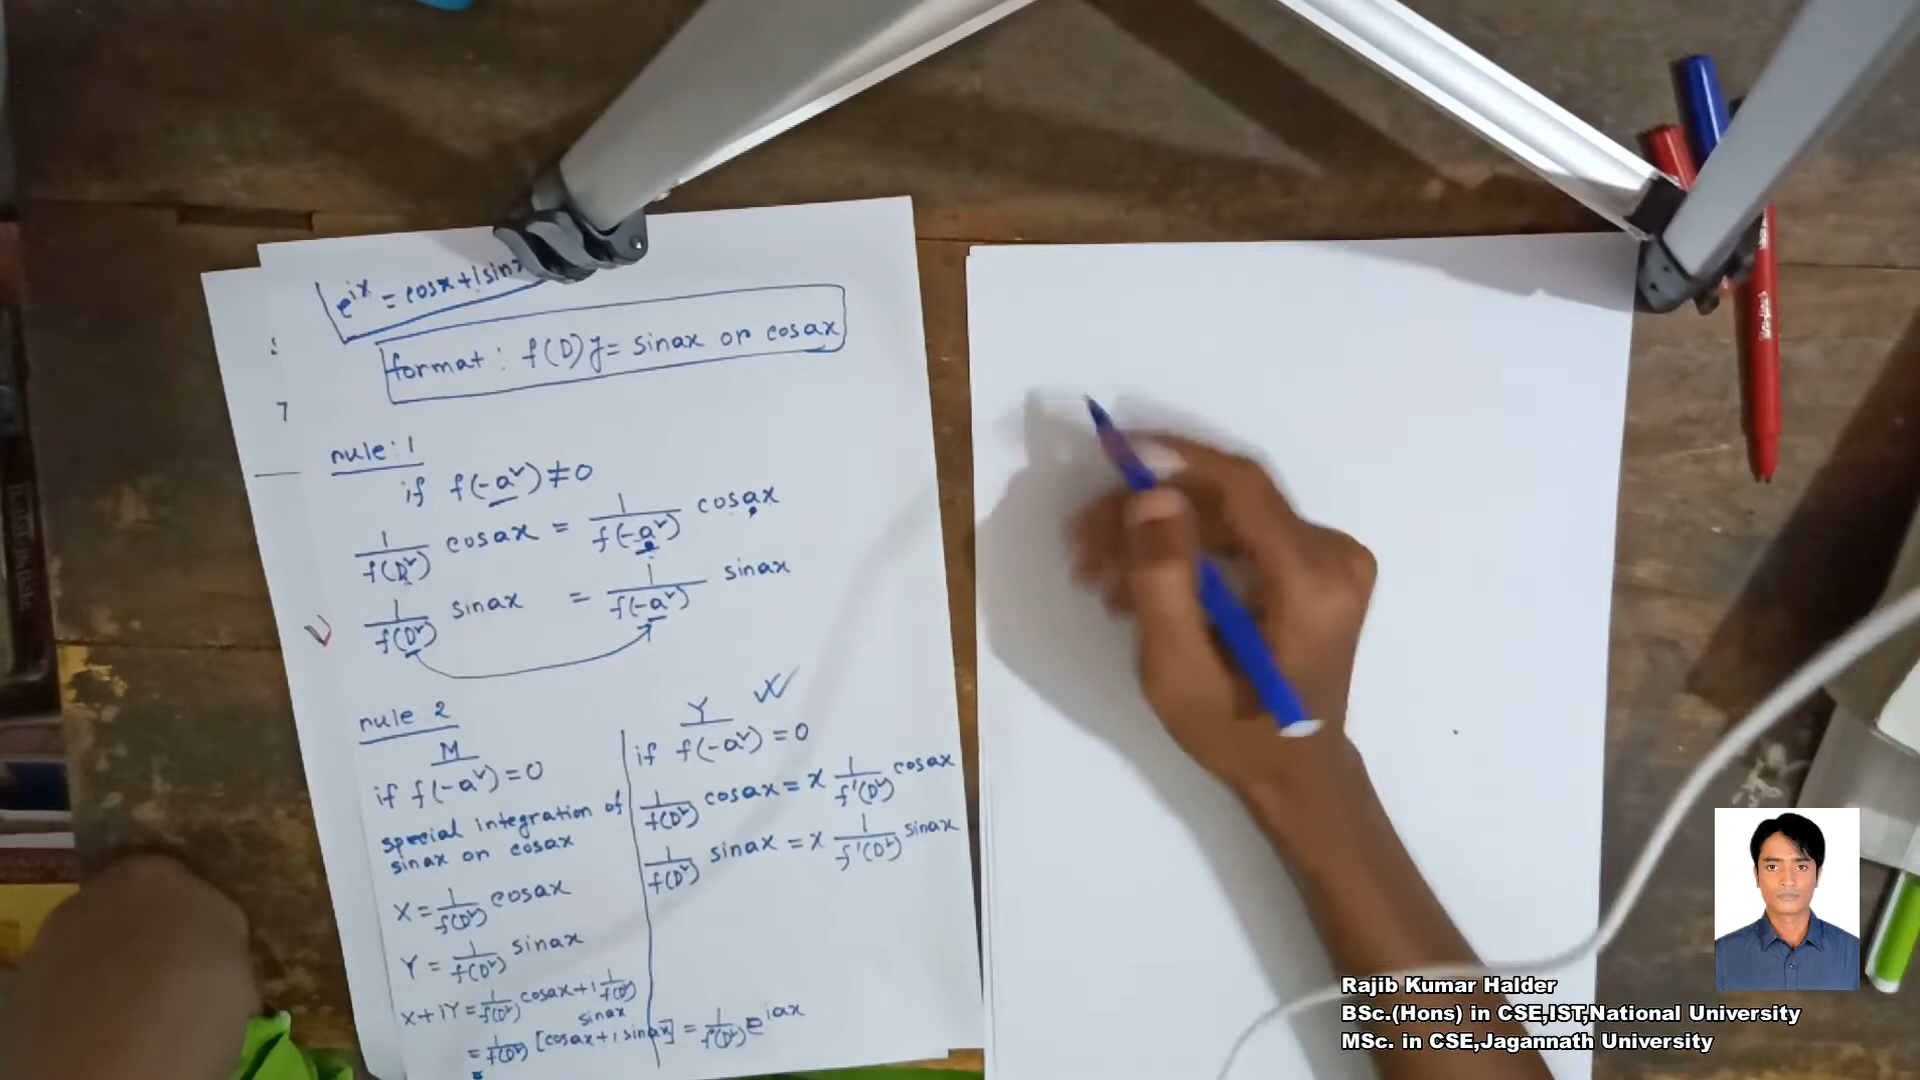 e^ix = cosx + i sinx
format : f(D)y = sinax or cosax
7
rule: 1
if f(-a²) ≠ 0
1/f(D²) cosax = 1/f(-a²) cosax
1/f(D²) sinax = 1/f(-a²) sinax
rule 2
M
if f(-a²) = 0
special integration of
sinax or cosax
X = 1/f(D²) cosax
Y = 1/f(D²) sinax
X + iY = 1/f(D²) cosax + i 1/f(D²) sinax
= 1/f(D²) [cosax + i sinax] = 1/f(D²) e^iax
Y
if f(-a²) = 0
1/f(D²) cosax = x 1/f'(D²) cosax
1/f(D²) sinax = x 1/f'(D²) sinax
Rajib Kumar Halder
BSc.(Hons) in CSE,IST,National University
MSc. in CSE,Jagannath University